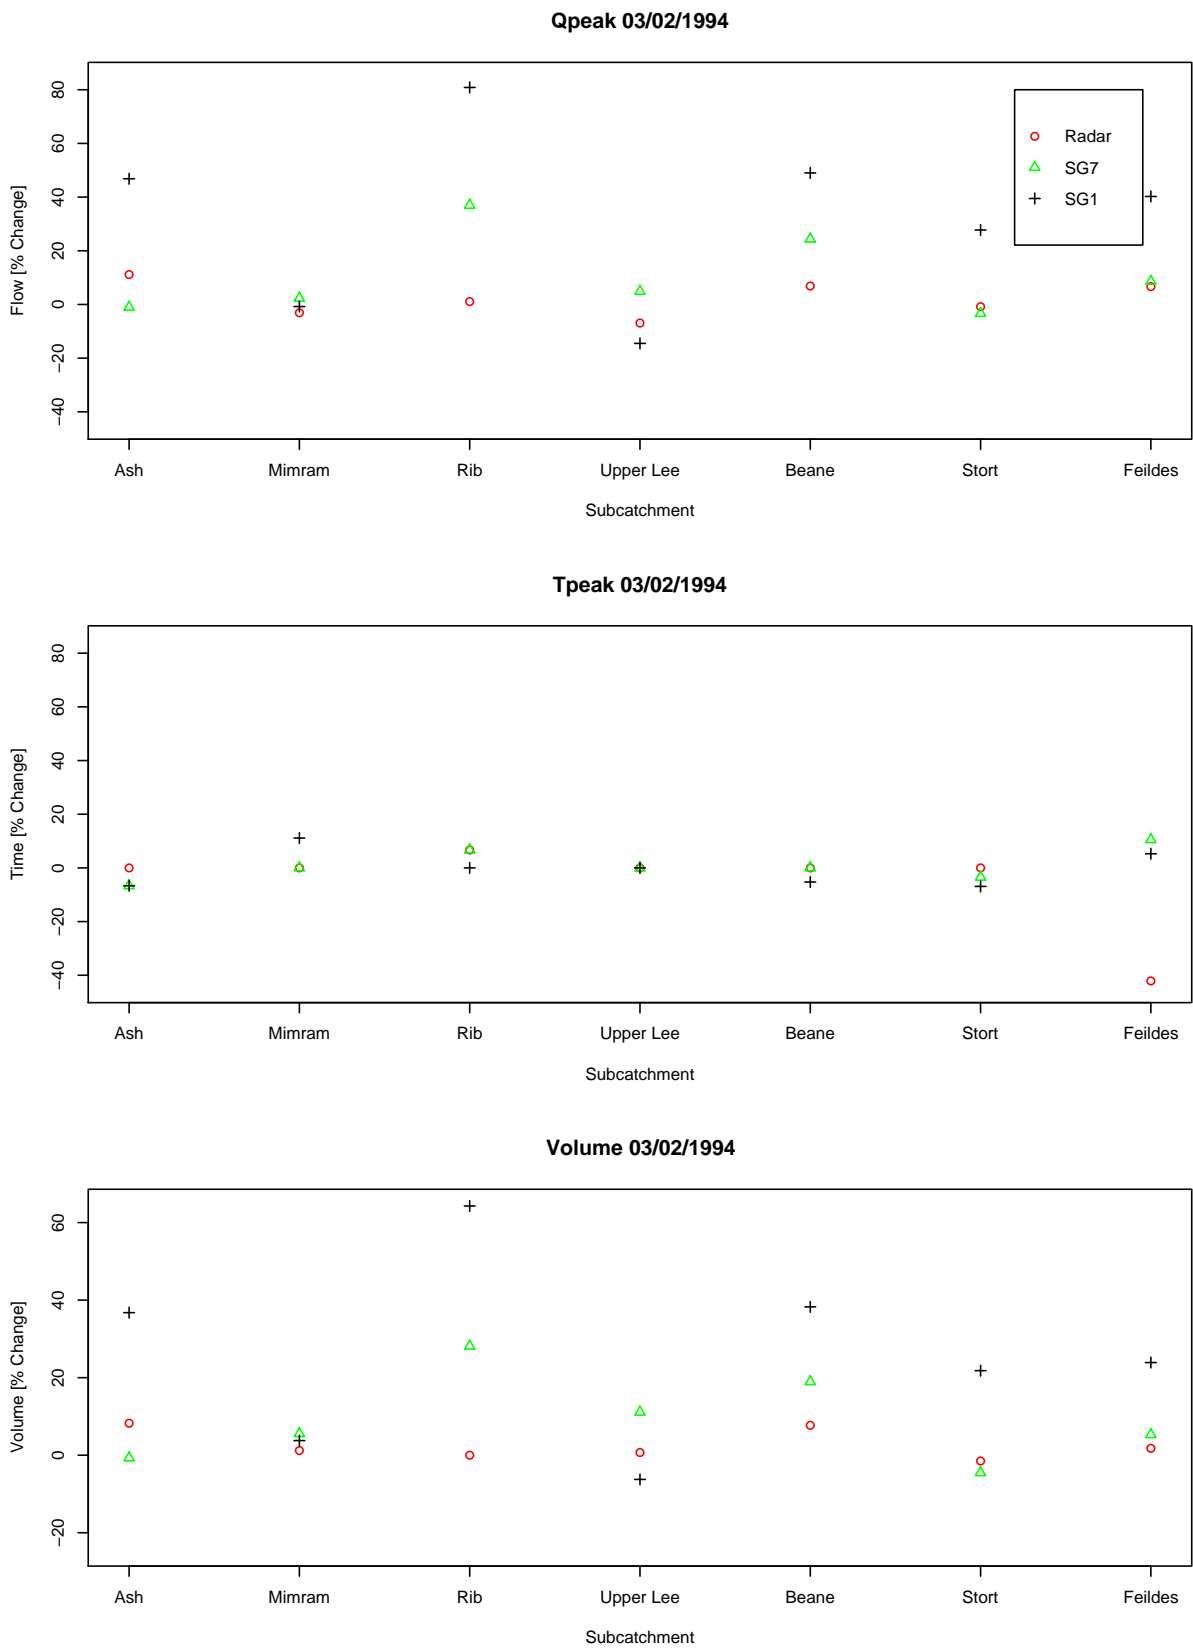 Qpeak 03/02/1994
Flow [% Change]
80
60
40
20
0
−20
−40
Radar
SG7
SG1
Ash Mimram Rib Upper Lee Beane Stort Feildes
Subcatchment
Tpeak 03/02/1994
Time [% Change]
80
60
40
20
0
−20
−40
Ash Mimram Rib Upper Lee Beane Stort Feildes
Subcatchment
Volume 03/02/1994
Volume [% Change]
60
40
20
0
−20
Ash Mimram Rib Upper Lee Beane Stort Feildes
Subcatchment